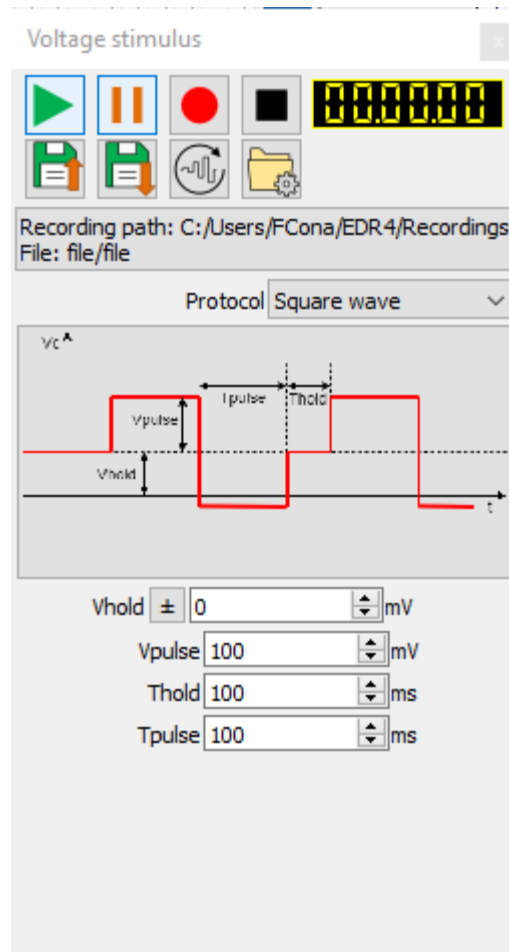 Voltage stimulus
x
00.00.00
Recording path: C:/Users/FCona/EDR4/Recordings
File: file/file
Protocol Square wave
Vc
Tpulse Thold
Vpulse
Vhold
t
Vhold ± 0 mV
Vpulse 100 mV
Thold 100 ms
Tpulse 100 ms